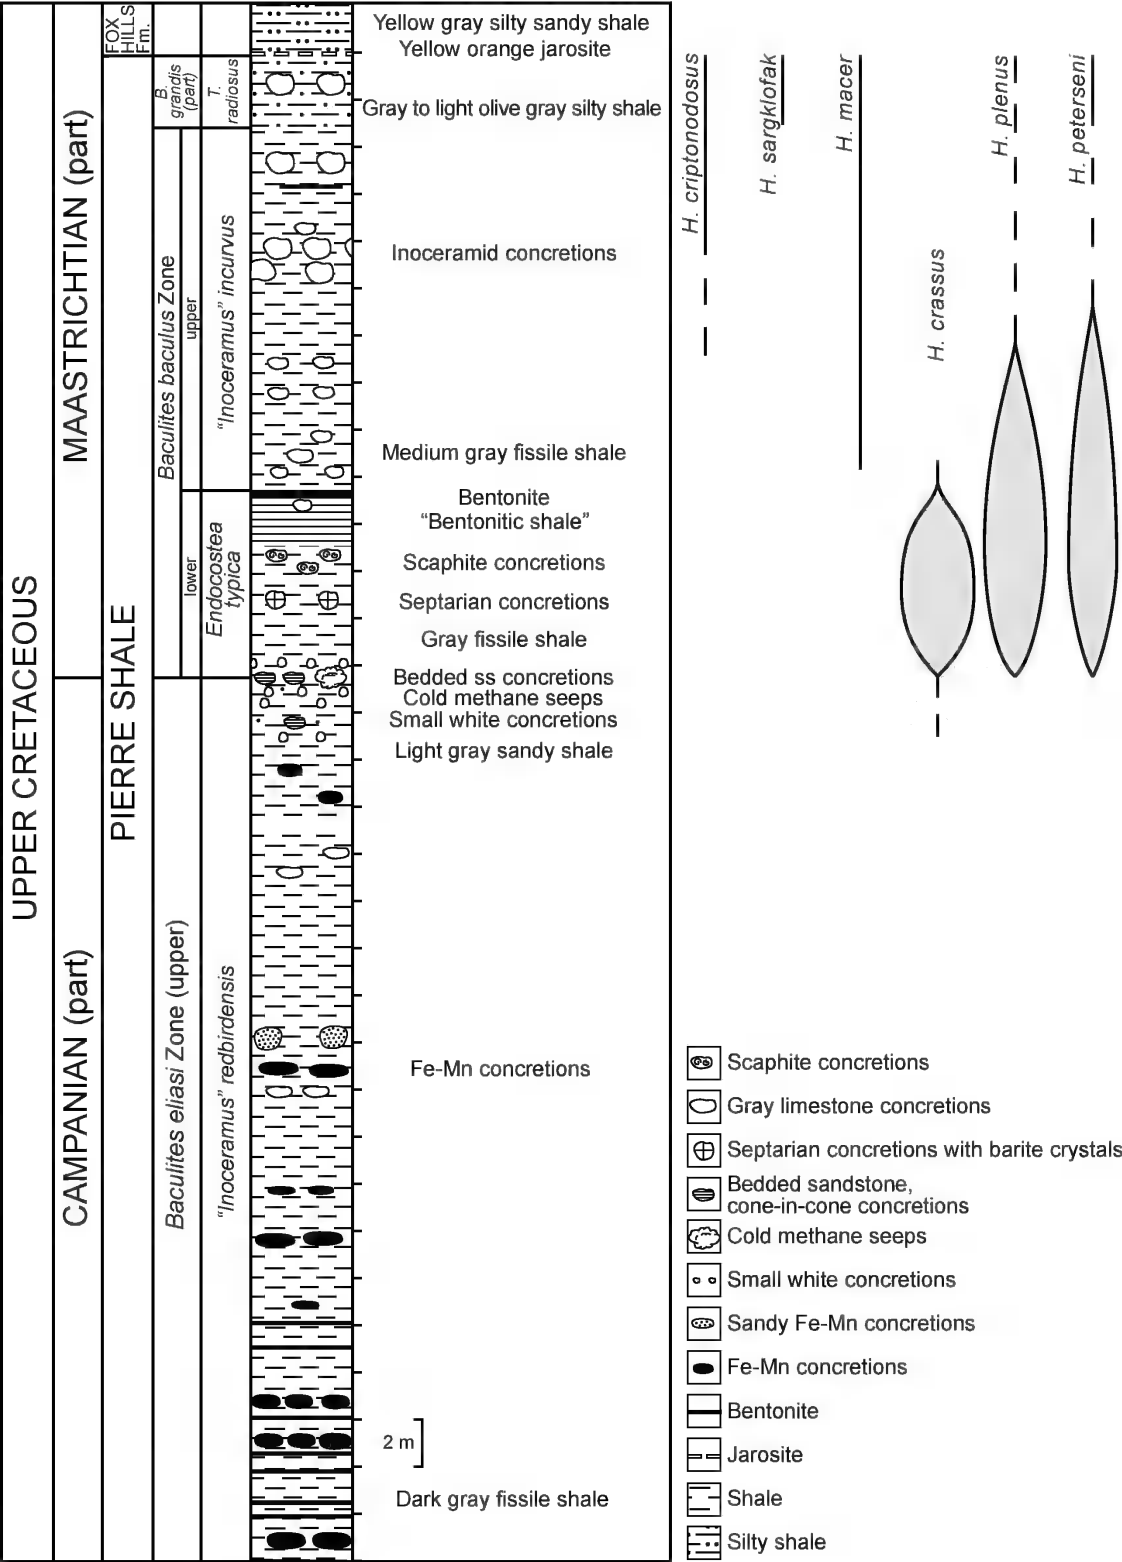 UPPER CRETACEOUS
MAASTRICHTIAN (part)
CAMPANIAN (part)
FOX
HILLS
Fm.
PIERRE SHALE
B.
grandis
(part)
T.
radiosus
Baculites baculus Zone
upper
lower
"Inoceramus" incurvus
Endocostea
typica
Baculites eliasi Zone (upper)
"Inoceramus" redbirdensis
Yellow gray silty sandy shale
Yellow orange jarosite
Gray to light olive gray silty shale
Inoceramid concretions
Medium gray fissile shale
Bentonite
“Bentonitic shale”
Scaphite concretions
Septarian concretions
Gray fissile shale
Bedded ss concretions
Cold methane seeps
Small white concretions
Light gray sandy shale
Fe-Mn concretions
2 m
Dark gray fissile shale
H. criptonodosus
H. sargklofak
H. macer
H. crassus
H. plenus
H. peterseni
Scaphite concretions
Gray limestone concretions
Septarian concretions with barite crystals
Bedded sandstone,
cone-in-cone concretions
Cold methane seeps
Small white concretions
Sandy Fe-Mn concretions
Fe-Mn concretions
Bentonite
Jarosite
Shale
Silty shale